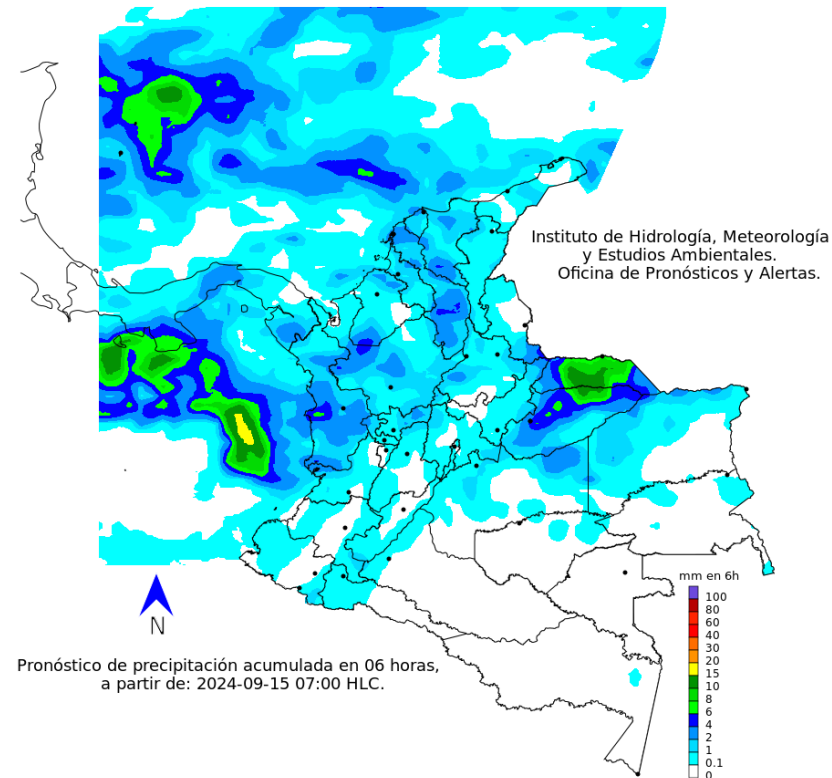 Instituto de Hidrología, Meteorología
y Estudios Ambientales.
Oficina de Pronósticos y Alertas.
N
Pronóstico de precipitación acumulada en 06 horas,
a partir de: 2024-09-15 07:00 HLC.
mm en 6h
100
80
60
40
30
20
15
10
8
6
4
2
1
0.1
0